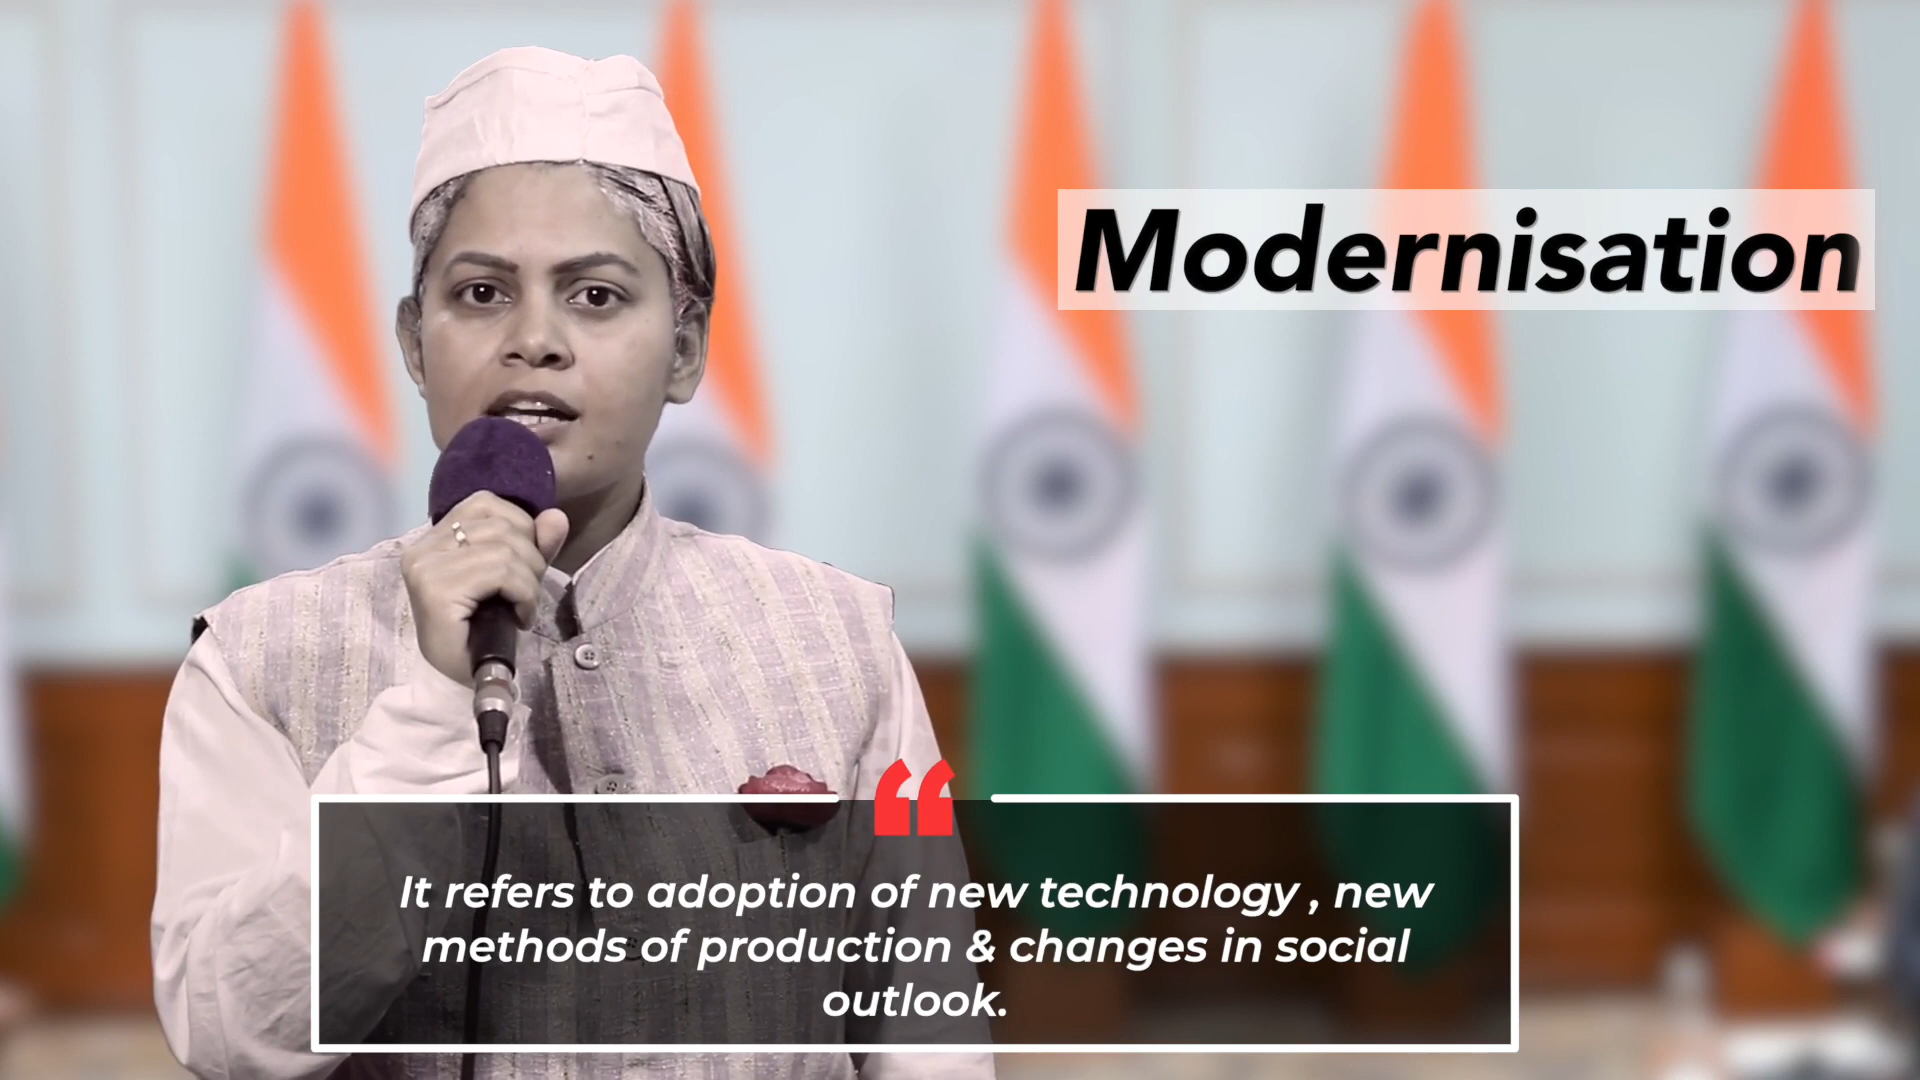 Modernisation
“
It refers to adoption of new technology , new
methods of production & changes in social
outlook.